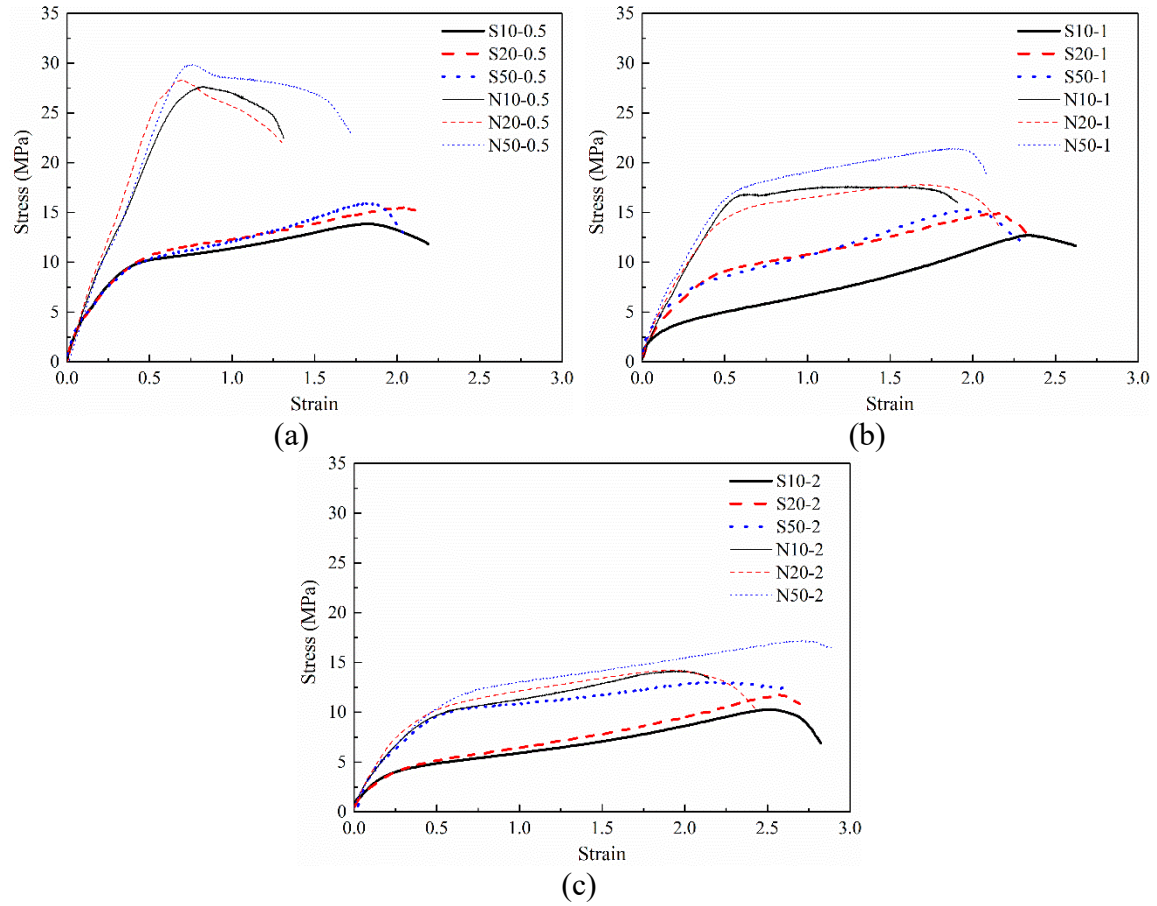 35
30
25
20
15
10
5
0
Stress (MPa)
0.0 0.5 1.0 1.5 2.0 2.5 3.0
Strain
S10-0.5
S20-0.5
S50-0.5
N10-0.5
N20-0.5
N50-0.5
(a)
35
30
25
20
15
10
5
0
Stress (MPa)
0.0 0.5 1.0 1.5 2.0 2.5 3.0
Strain
S10-1
S20-1
S50-1
N10-1
N20-1
N50-1
(b)
35
30
25
20
15
10
5
0
Stress (MPa)
0.0 0.5 1.0 1.5 2.0 2.5 3.0
Strain
S10-2
S20-2
S50-2
N10-2
N20-2
N50-2
(c)